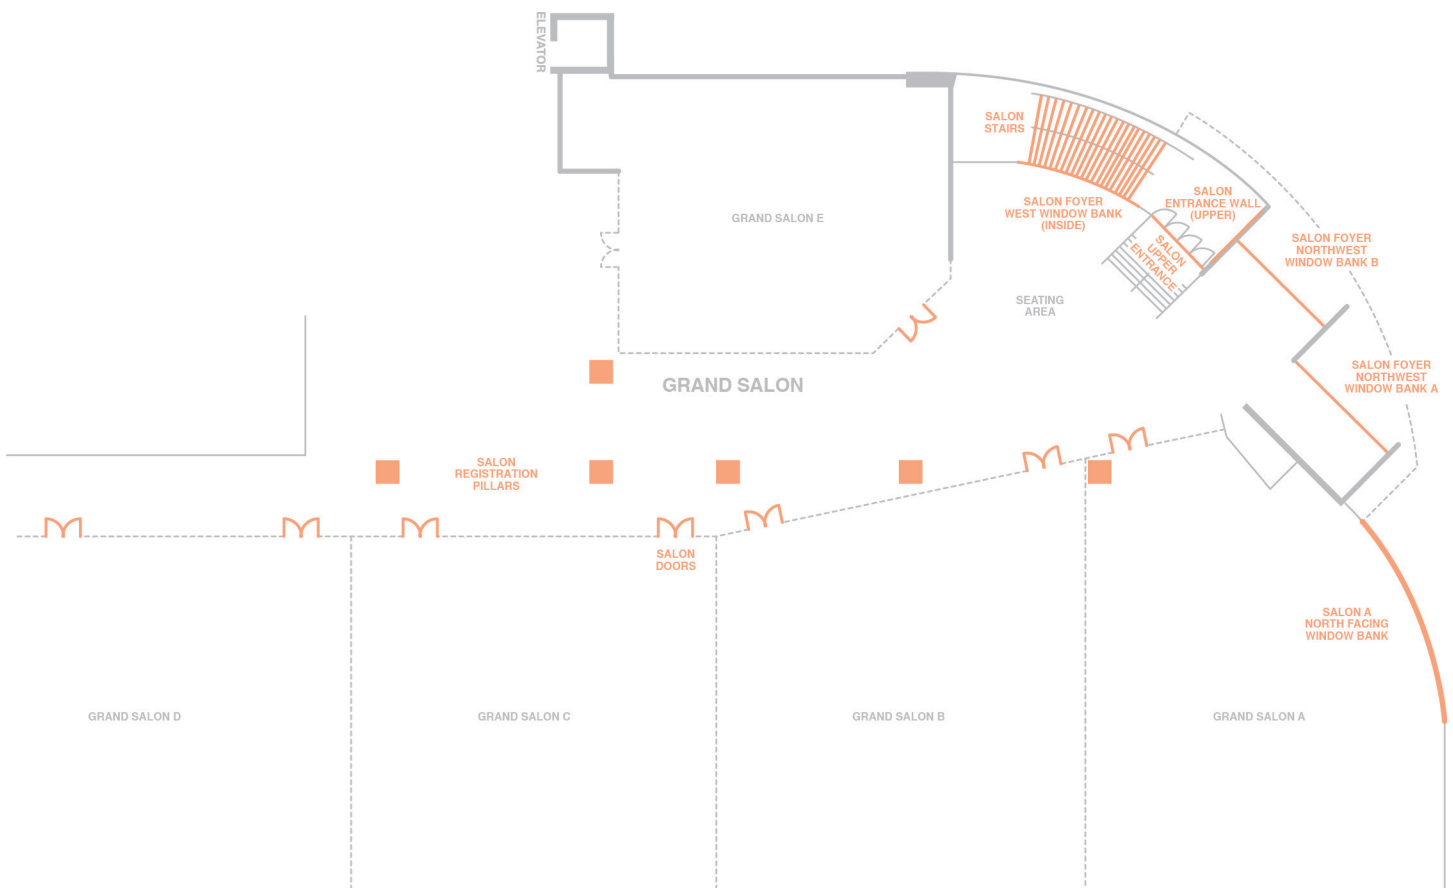 ELEVATOR
SALON
STAIRS
SALON FOYER
WEST WINDOW BANK
(INSIDE)
SALON
ENTRANCE WALL
(UPPER)
GRAND SALON E
SALON
UPPER
ENTRANCE
SALON FOYER
NORTHWEST
WINDOW BANK B
SEATING
AREA
GRAND SALON
SALON FOYER
NORTHWEST
WINDOW BANK A
SALON
REGISTRATION
PILLARS
SALON
DOORS
SALON A
NORTH FACING
WINDOW BANK
GRAND SALON D
GRAND SALON C
GRAND SALON B
GRAND SALON A